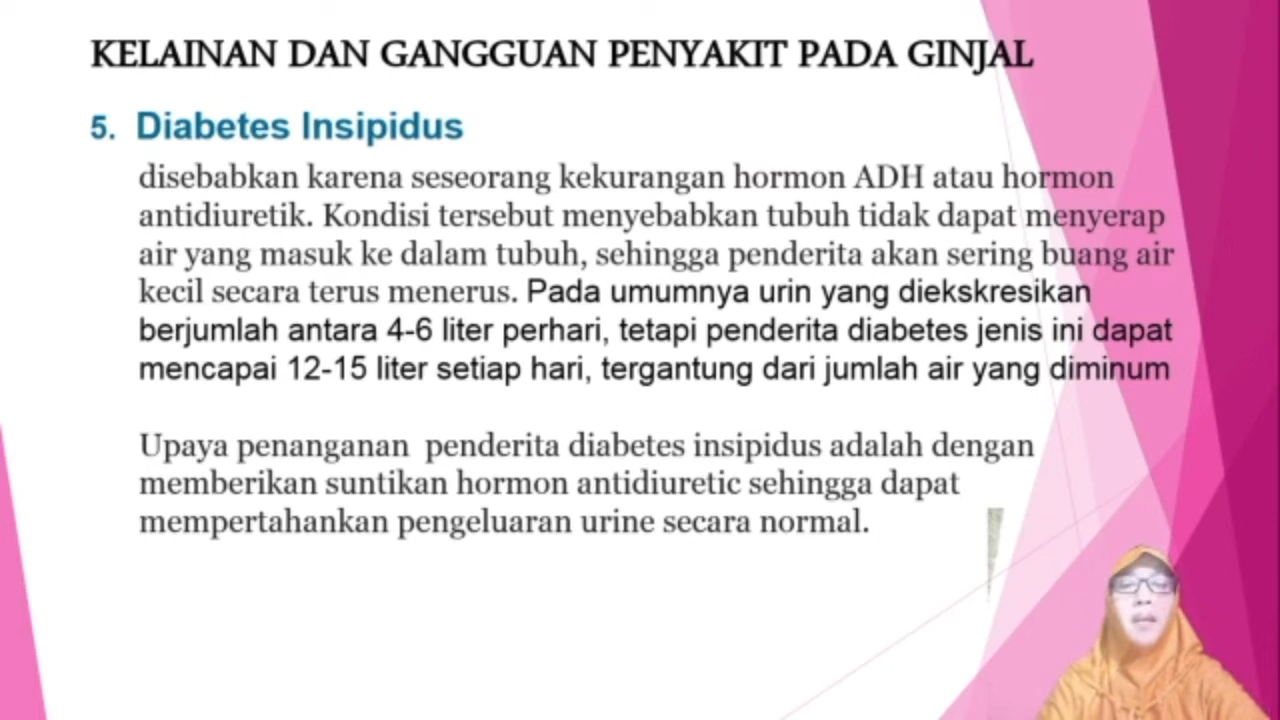 KELAINAN DAN GANGGUAN PENYAKIT PADA GINJAL
5. Diabetes Insipidus
disebabkan karena seseorang kekurangan hormon ADH atau hormon
antidiuretik. Kondisi tersebut menyebabkan tubuh tidak dapat menyerap
air yang masuk ke dalam tubuh, sehingga penderita akan sering buang air
kecil secara terus menerus. Pada umumnya urin yang diekskresikan
berjumlah antara 4-6 liter perhari, tetapi penderita diabetes jenis ini dapat
mencapai 12-15 liter setiap hari, tergantung dari jumlah air yang diminum
Upaya penanganan penderita diabetes insipidus adalah dengan
memberikan suntikan hormon antidiuretic sehingga dapat
mempertahankan pengeluaran urine secara normal.